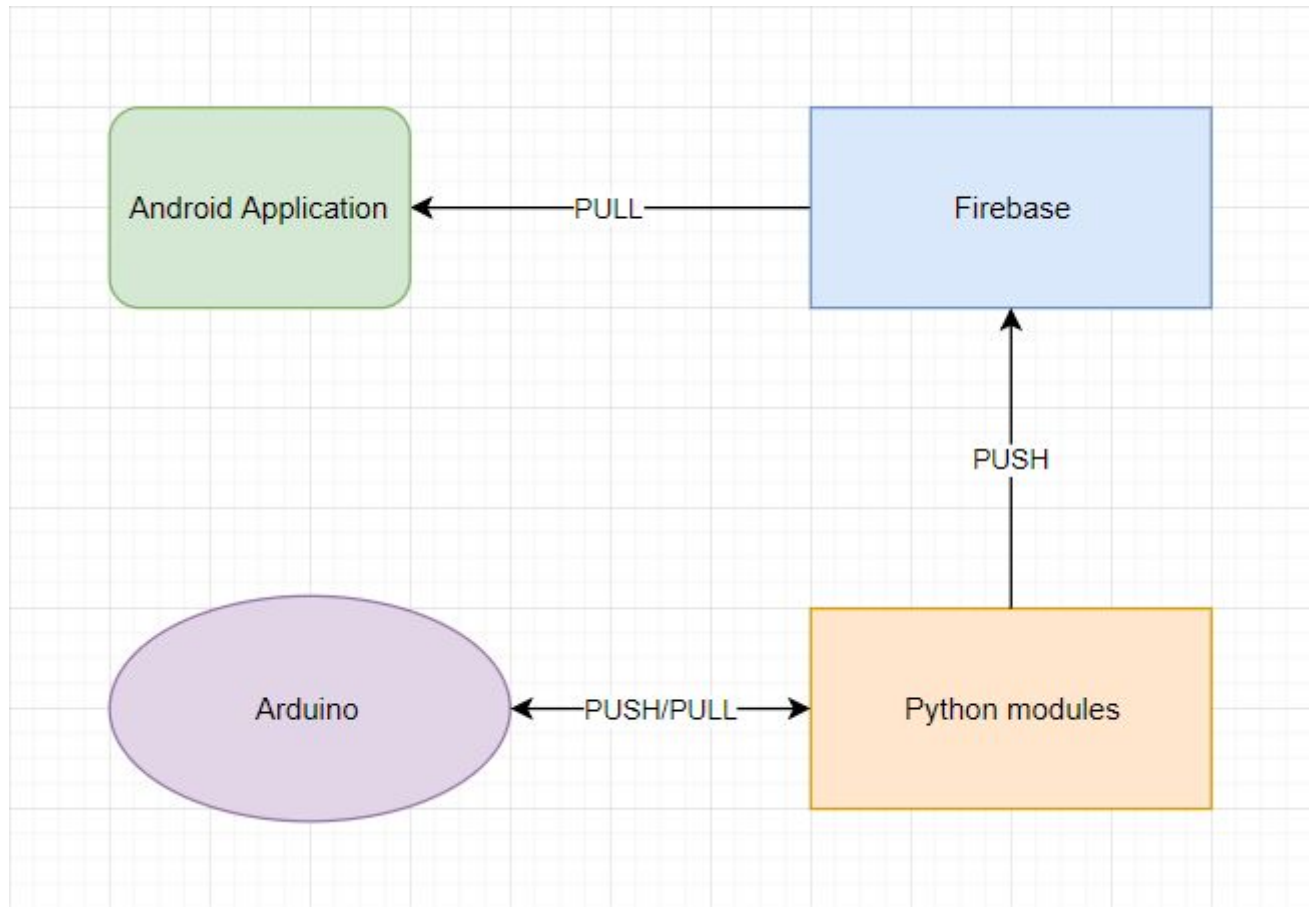 Android Application
PULL
Firebase
PUSH
Arduino
PUSH/PULL
Python modules